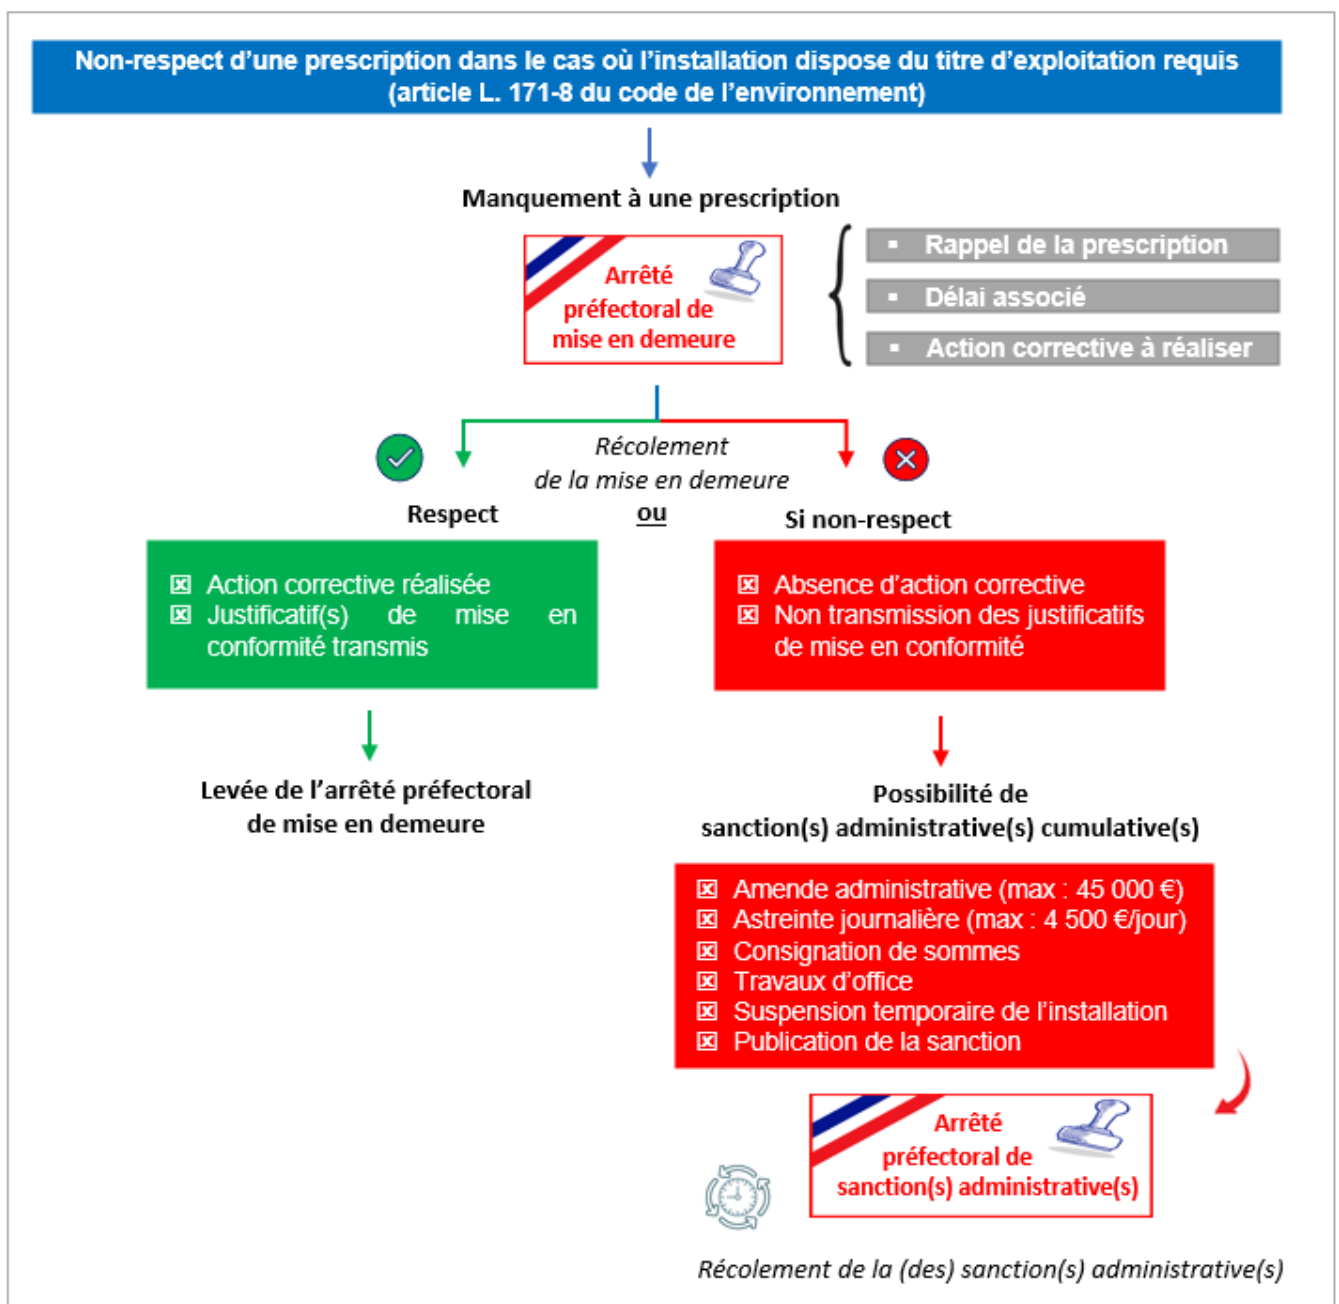 Non-respect d’une prescription dans le cas où l’installation dispose du titre d’exploitation requis
(article L. 171-8 du code de l’environnement)
Manquement à une prescription
Arrêté
préfectoral de
mise en demeure
▪ Rappel de la prescription
▪ Délai associé
▪ Action corrective à réaliser
Récolement
de la mise en demeure
ou
Respect
Si non-respect
☒ Action corrective réalisée
☒ Justificatif(s) de mise en
conformité transmis
☒ Absence d’action corrective
☒ Non transmission des justificatifs
de mise en conformité
Levée de l’arrêté préfectoral
de mise en demeure
Possibilité de
sanction(s) administrative(s) cumulative(s)
☒ Amende administrative (max : 45 000 €)
☒ Astreinte journalière (max : 4 500 €/jour)
☒ Consignation de sommes
☒ Travaux d’office
☒ Suspension temporaire de l’installation
☒ Publication de la sanction
Arrêté
préfectoral de
sanction(s) administrative(s)
Récolement de la (des) sanction(s) administrative(s)